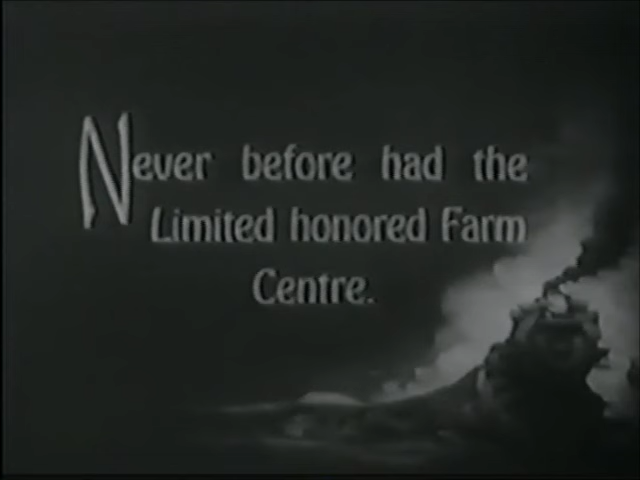 Never before had the
Limited honored Farm
Centre.